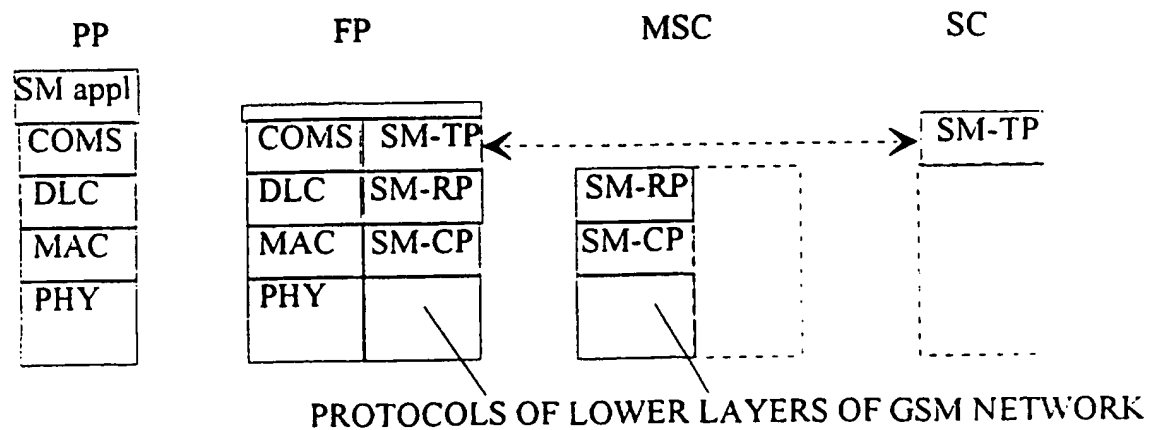 PP FP MSC SC
SM appl
COMS COMS SM-TP SM-TP
DLC DLC SM-RP SM-RP
MAC MAC SM-CP SM-CP
PHY PHY
PROTOCOLS OF LOWER LAYERS OF GSM NETWORK